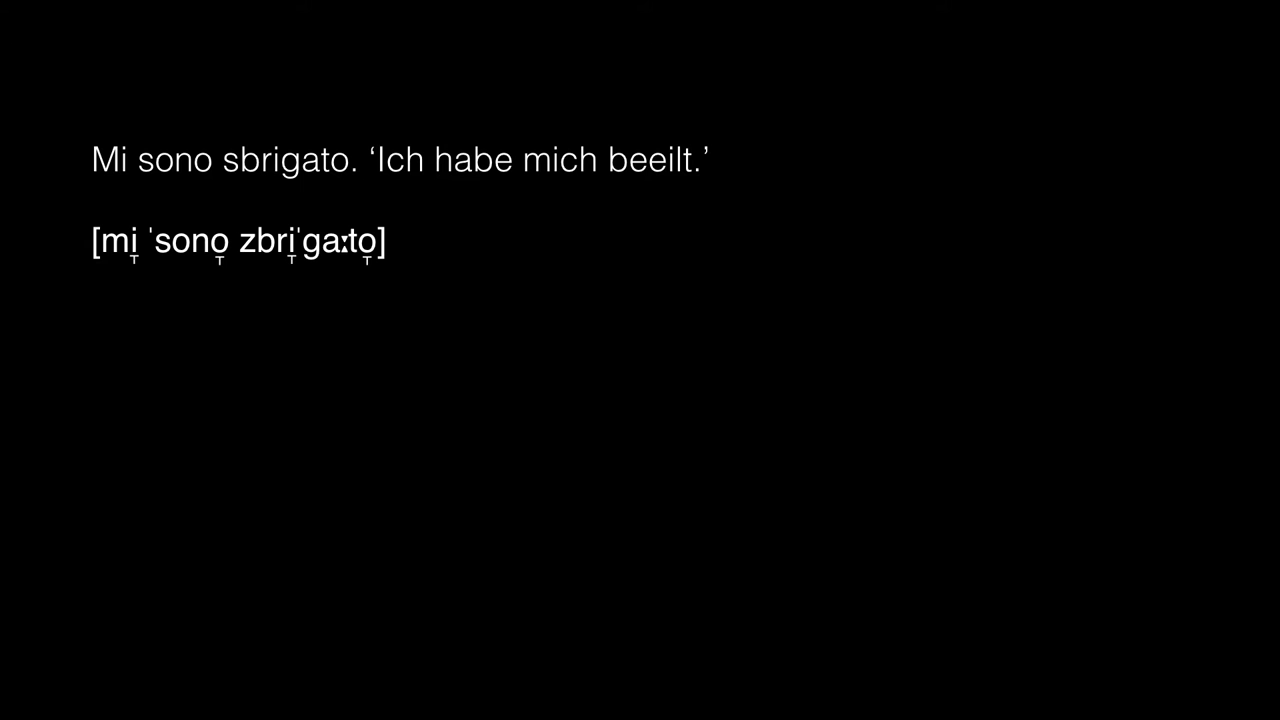 Mi sono sbrigato. ‘Ich habe mich beeilt.’
[mi̞ ˈsono̞ zbri̞ˈgaːto̞]